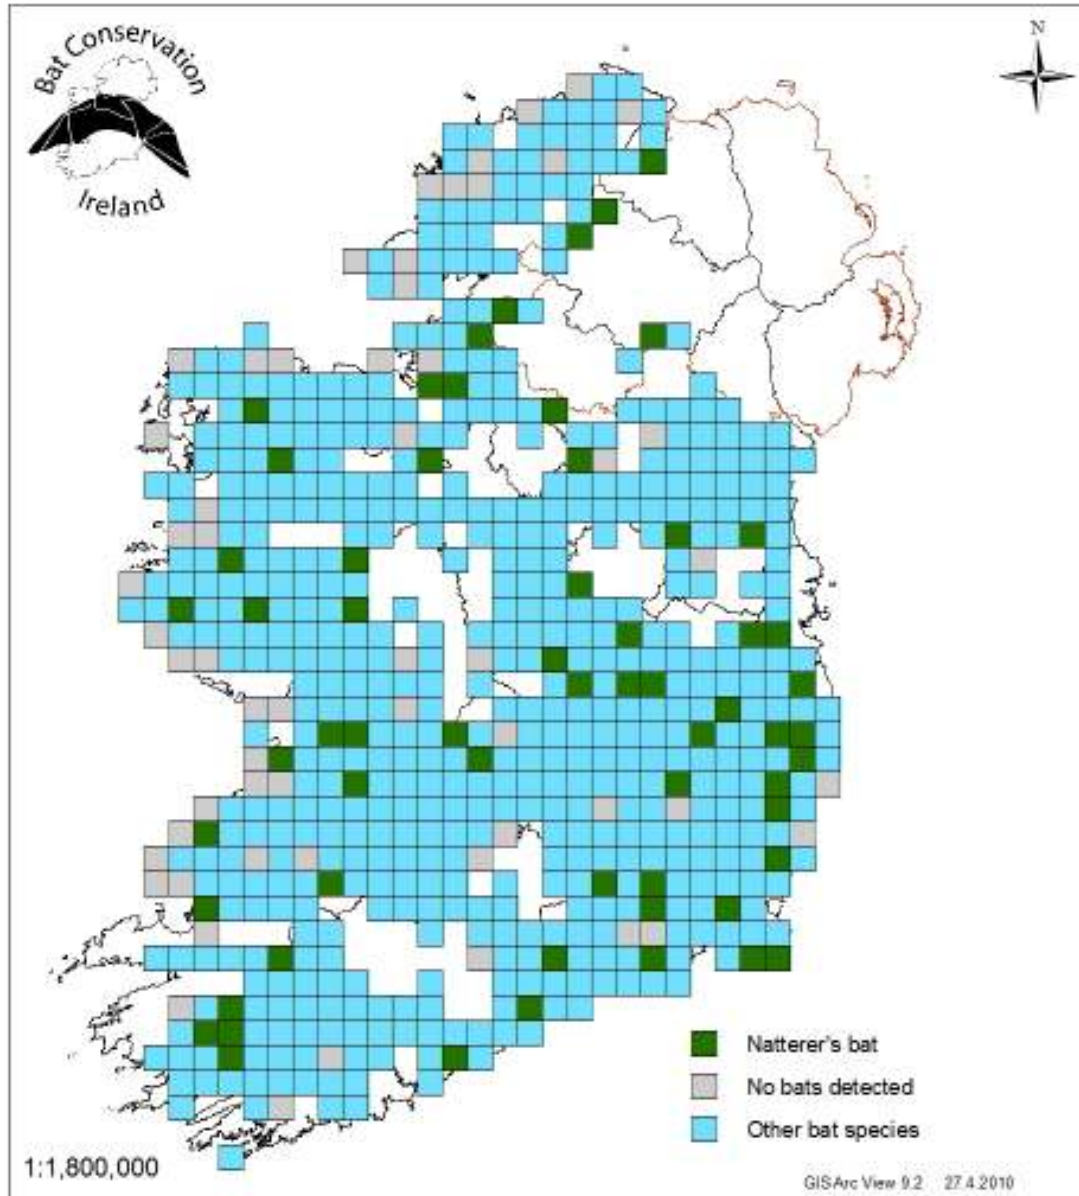 Bat Conservation
Ireland
N
Natterer's bat
No bats detected
Other bat species
1:1,800,000
GIS Arc View 9.2 27.4.2010